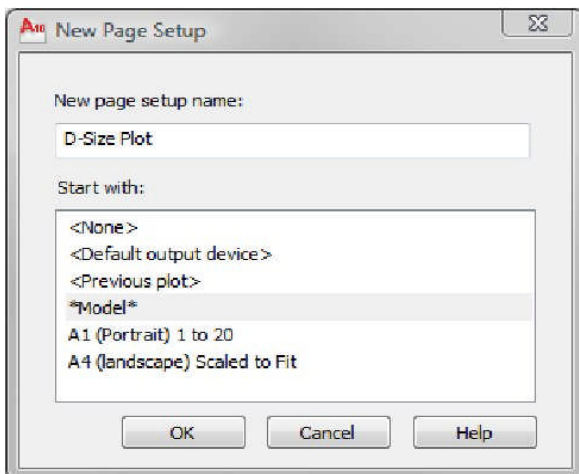 A10 New Page Setup
New page setup name:
D-Size Plot
Start with:
<None>
<Default output device>
<Previous plot>
*Model*
A1 (Portrait) 1 to 20
A4 (landscape) Scaled to Fit
OK Cancel Help